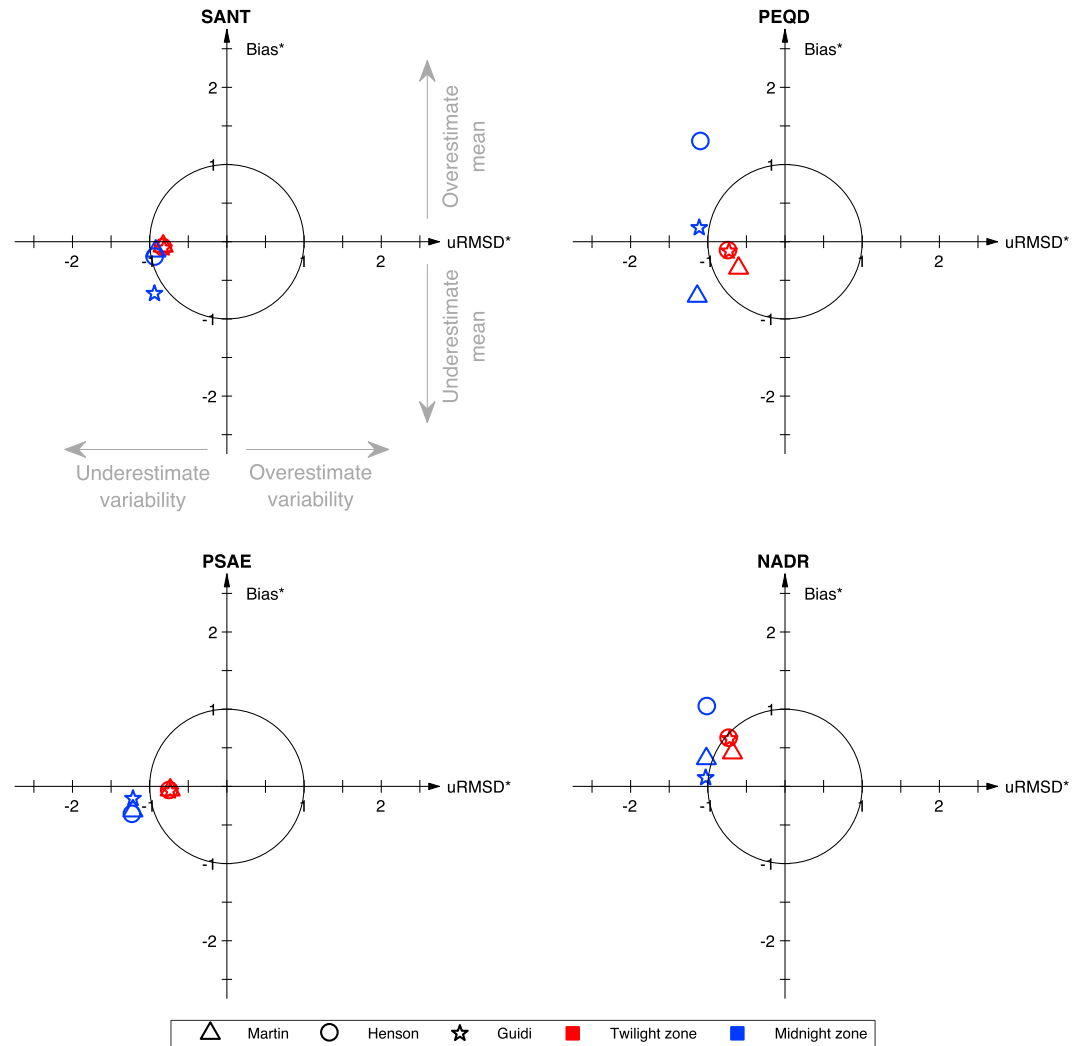 SANT
Bias*
2
1
Overestimate
mean
-2
-1
1
2
uRMSD*
-1
Underestimate
mean
-2
Underestimate
variability
Overestimate
variability
PEQD
Bias*
2
1
-2
-1
1
2
uRMSD*
-1
-2
PSAE
Bias*
2
1
-2
-1
1
2
uRMSD*
-1
-2
NADR
Bias*
2
1
-2
-1
1
2
uRMSD*
-1
-2
Martin Henson Guidi Twilight zone Midnight zone